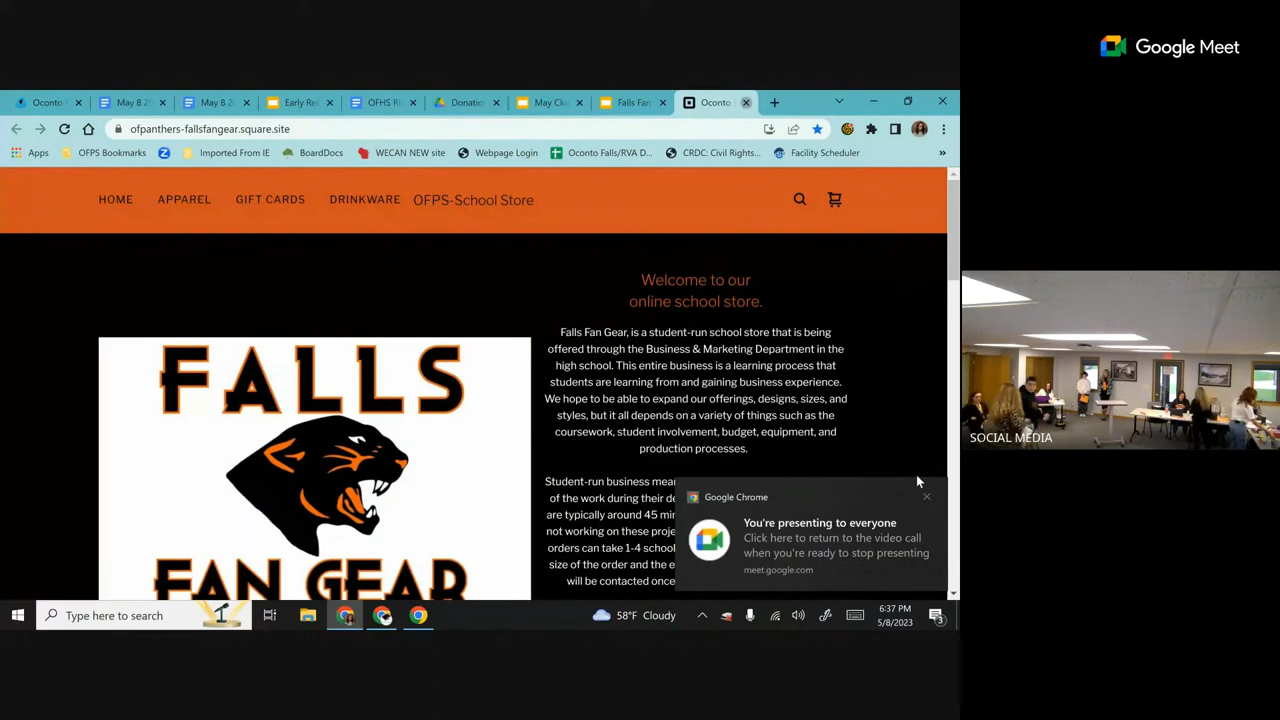 Google Meet
Oconto
May 8 2
May 8 2
Early Re
OFHS R
Donation
May Clu
Falls Fan
Oconto
ofpanthers-fallsfangear.square.site
Apps
OFPS Bookmarks
Imported From IE
BoardDocs
WECAN NEW site
Webpage Login
Oconto Falls/RVA D...
CRDC: Civil Rights...
Facility Scheduler
»
HOME
APPAREL
GIFT CARDS
DRINKWARE
OFPS-School Store
Welcome to our
online school store.
Falls Fan Gear, is a student-run school store that is being
offered through the Business & Marketing Department in the
high school. This entire business is a learning process that
students are learning from and gaining business experience.
We hope to be able to expand our offerings, designs, sizes, and
styles, but it all depends on a variety of things such as the
coursework, student involvement, budget, equipment, and
production processes.
Student-run business mea
of the work during their de
are typically around 45 min
not working on these proje
orders can take 1-4 school
size of the order and the e
will be contacted once
FALLS
FAN GEAR
Google Chrome
You're presenting to everyone
Click here to return to the video call
when you're ready to stop presenting
meet.google.com
SOCIAL MEDIA
Type here to search
58°F Cloudy
6:37 PM
5/8/2023
3